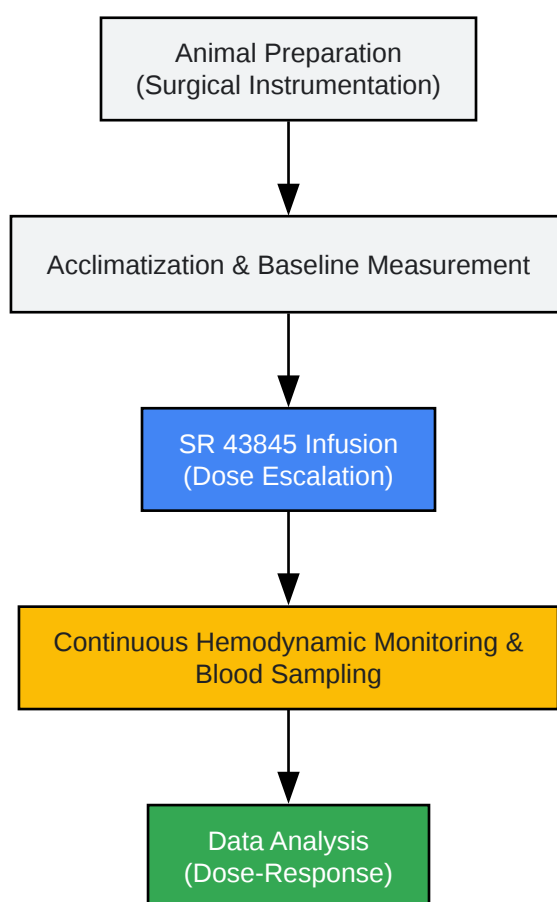 Animal Preparation
(Surgical Instrumentation)
Acclimatization & Baseline Measurement
SR 43845 Infusion
(Dose Escalation)
Continuous Hemodynamic Monitoring &
Blood Sampling
Data Analysis
(Dose-Response)